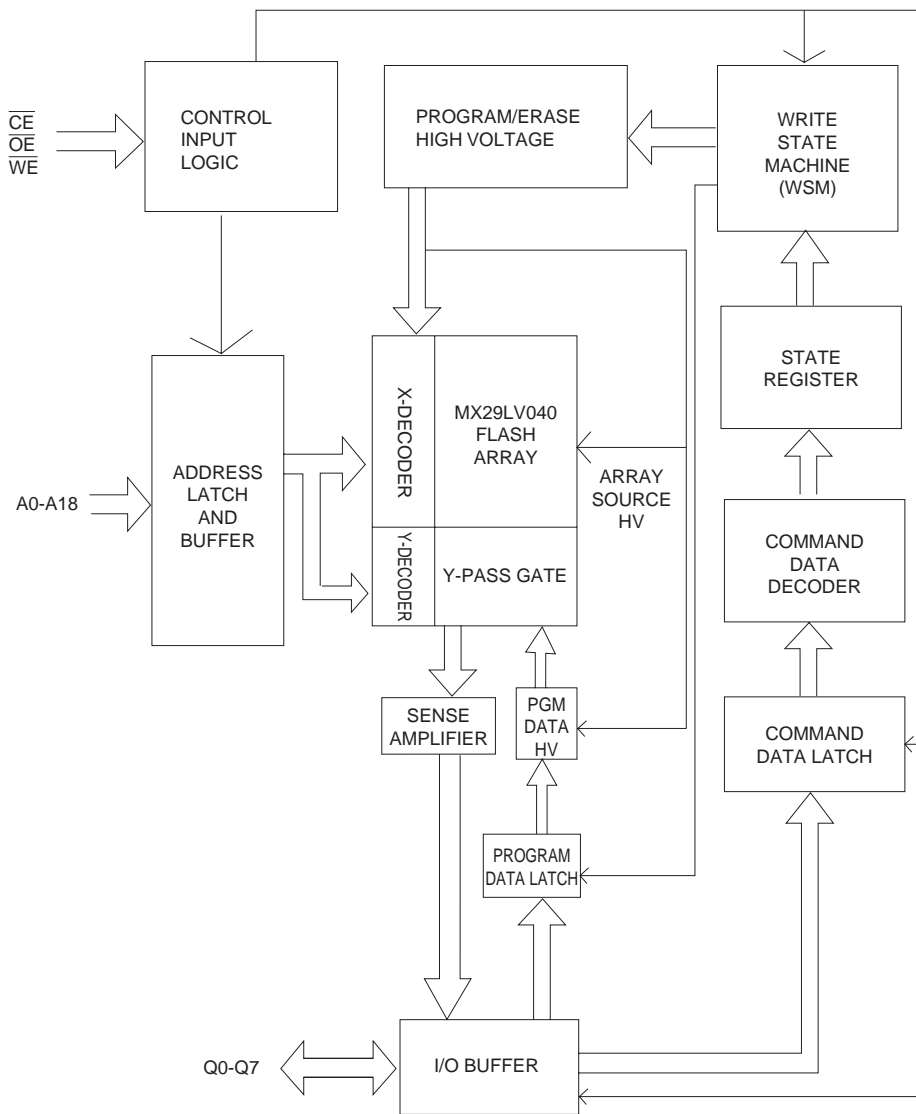 CONTROL
INPUT
LOGIC
PROGRAM/ERASE
HIGH VOLTAGE
WRITE
STATE
MACHINE
(WSM)
CE
OE
WE
STATE
REGISTER
X-DECODER
MX29LV040
FLASH
ARRAY
ADDRESS
LATCH
AND
BUFFER
A0-A18
ARRAY
SOURCE
HV
Y-DECODER
Y-PASS GATE
COMMAND
DATA
DECODER
SENSE
AMPLIFIER
PGM
DATA
HV
COMMAND
DATA LATCH
PROGRAM
DATA LATCH
Q0-Q7
I/O BUFFER